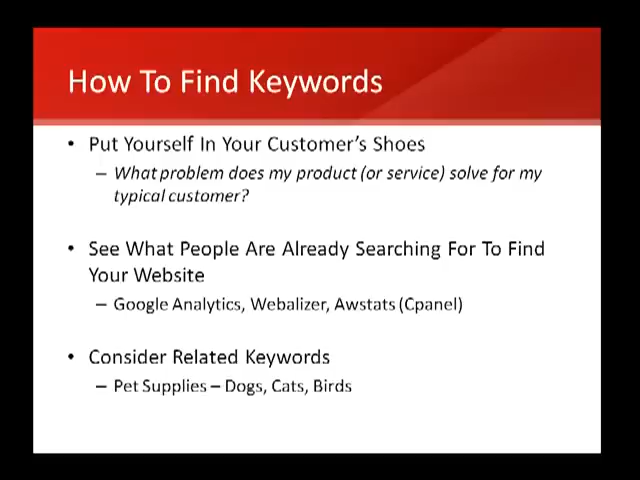 How To Find Keywords
• Put Yourself In Your Customer's Shoes
– What problem does my product (or service) solve for my
typical customer?
• See What People Are Already Searching For To Find
Your Website
– Google Analytics, Webalizer, Awstats (Cpanel)
• Consider Related Keywords
– Pet Supplies – Dogs, Cats, Birds